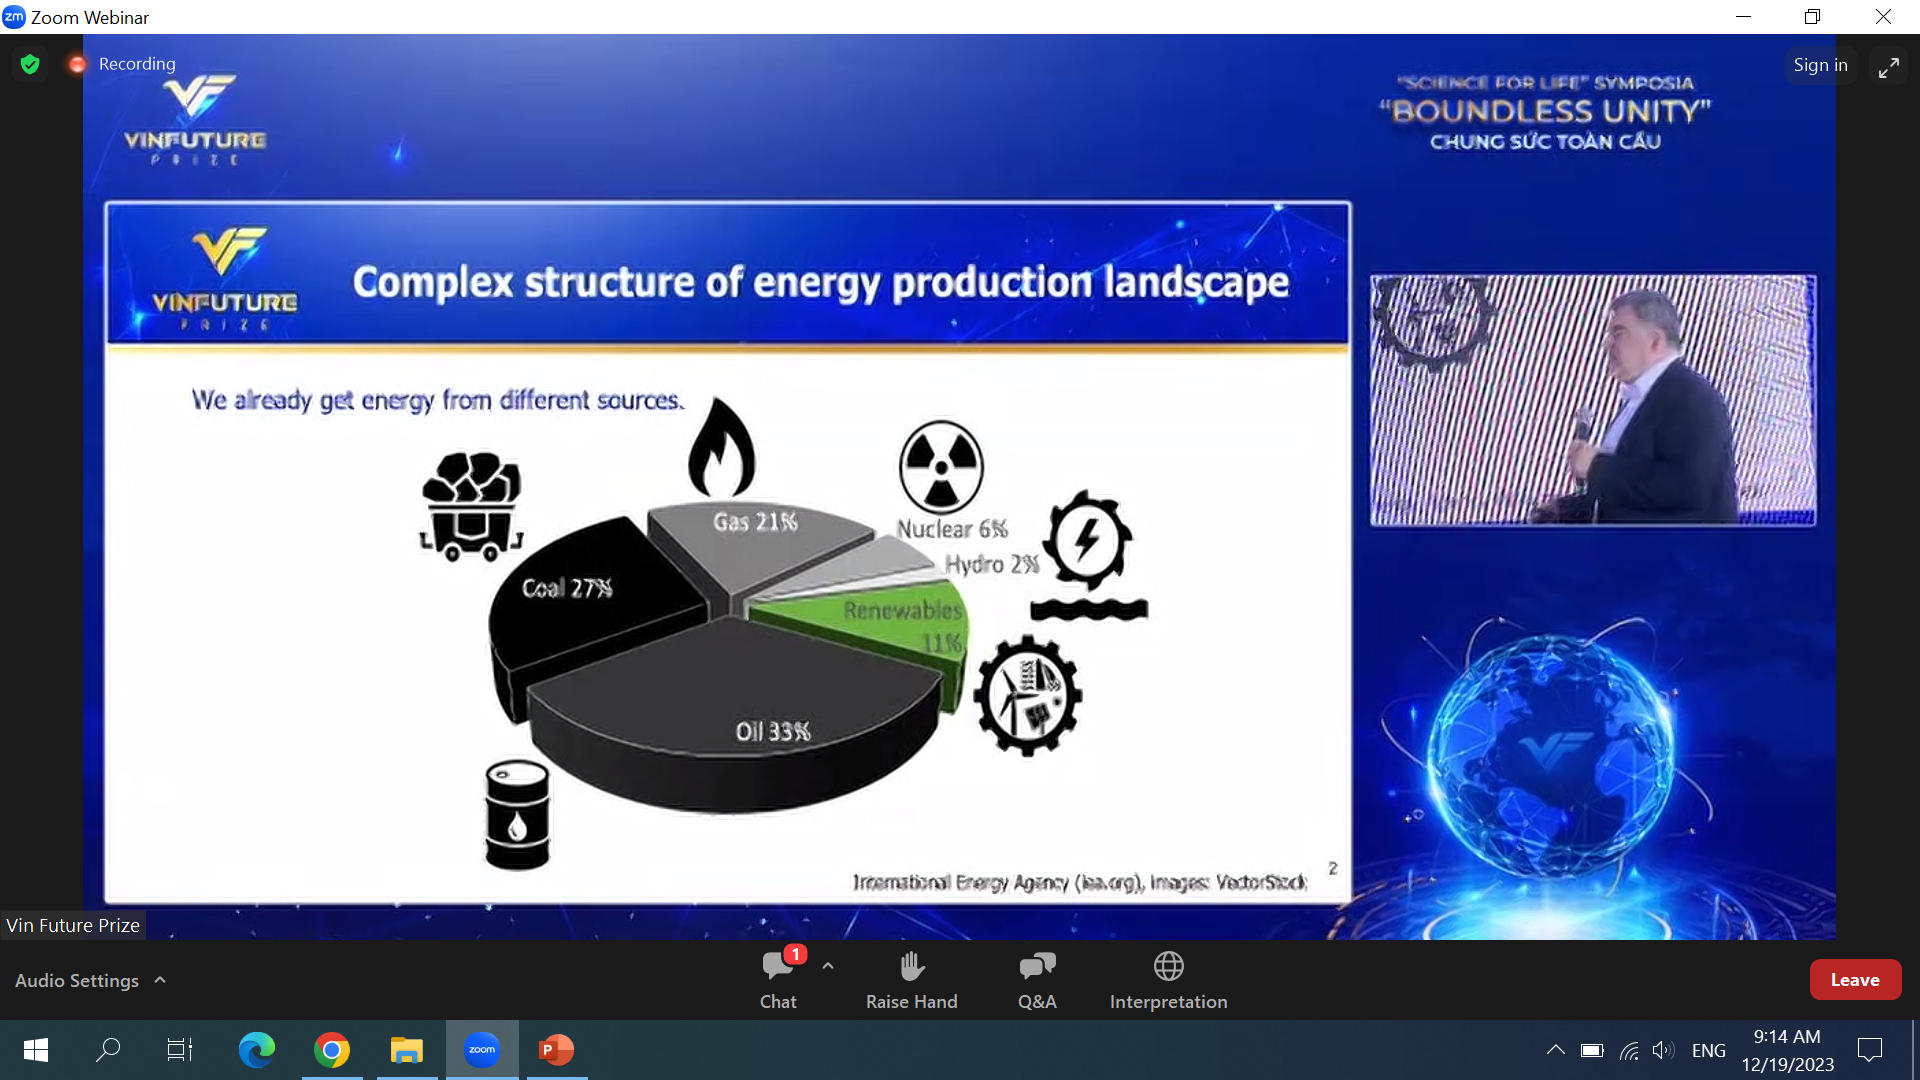 zm Zoom Webinar
Recording
Sign in
VINFUTURE
PRIZE
"SCIENCE FOR LIFE" SYMPOSIA
"BOUNDLESS UNITY"
CHUNG SỨC TOÀN CẦU
VINFUTURE
PRIZE
Complex structure of energy production landscape
We already get energy from different sources.
Gas 21%
Nuclear 6%
Hydro 2%
Coal 27%
Renewables
11%
Oil 33%
International Energy Agency (iea.org), Images: VectorStock
2
Vin Future Prize
Audio Settings
1
Chat
Raise Hand
Q&A
Interpretation
Leave
zoom
P
ENG
9:14 AM
12/19/2023